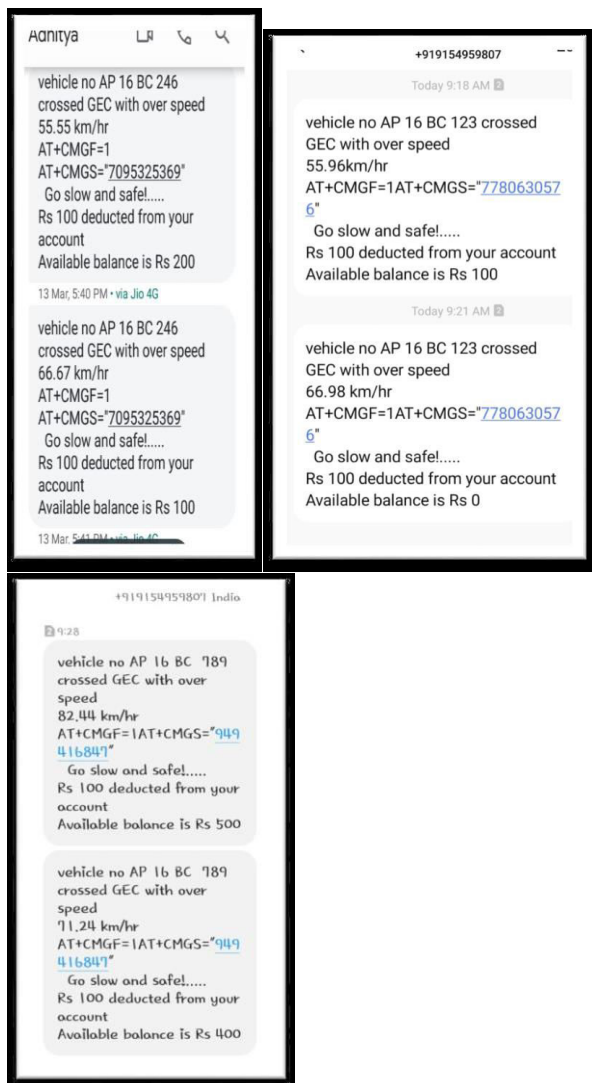 Adnitya
vehicle no AP 16 BC 246
crossed GEC with over speed
55.55 km/hr
AT+CMGF=1
AT+CMGS="7095325369"
Go slow and safe!.....
Rs 100 deducted from your
account
Available balance is Rs 200
13 Mar, 5:40 PM • via Jio 4G
vehicle no AP 16 BC 246
crossed GEC with over speed
66.67 km/hr
AT+CMGF=1
AT+CMGS="7095325369"
Go slow and safe!.....
Rs 100 deducted from your
account
Available balance is Rs 100
13 Mar, 5:41 PM • via Jio 4G
+919154959807
Today 9:18 AM 2
vehicle no AP 16 BC 123 crossed
GEC with over speed
55.96km/hr
AT+CMGF=1AT+CMGS="778063057
6"
Go slow and safe!.....
Rs 100 deducted from your account
Available balance is Rs 100
Today 9:21 AM 2
vehicle no AP 16 BC 123 crossed
GEC with over speed
66.98 km/hr
AT+CMGF=1AT+CMGS="778063057
6"
Go slow and safe!.....
Rs 100 deducted from your account
Available balance is Rs 0
+919154959807 India
2 9:28
vehicle no AP 16 BC 789
crossed GEC with over
speed
82.44 km/hr
AT+CMGF=1AT+CMGS="949
416847"
Go slow and safe!.....
Rs 100 deducted from your
account
Available balance is Rs 500
vehicle no AP 16 BC 789
crossed GEC with over
speed
71.24 km/hr
AT+CMGF=1AT+CMGS="949
416847"
Go slow and safe!.....
Rs 100 deducted from your
account
Available balance is Rs 400